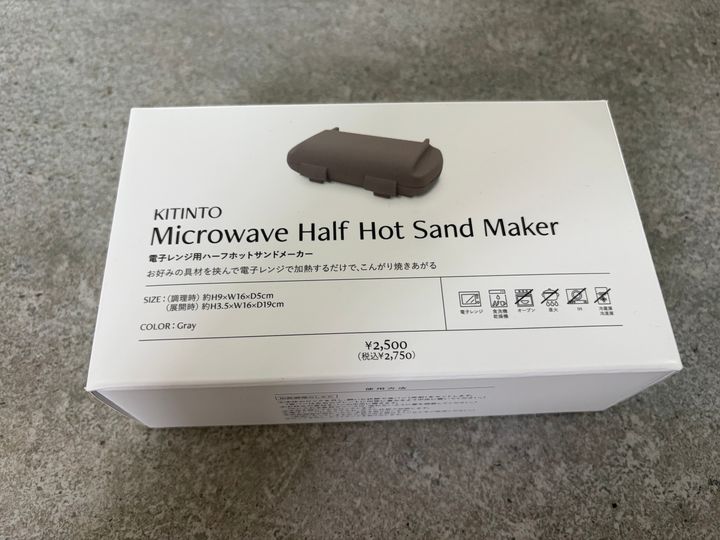 KITINTO
Microwave Half Hot Sand Maker
電子レンジ用ハーフホットサンドメーカー
お好みの具材を挟んで電子レンジで加熱するだけで、こんがり焼きあがる
SIZE：（調理時）約H9×W16×D5cm
（展開時）約H3.5×W16×D19cm
COLOR：Gray
電子レンジ 食洗機乾燥機 オーブン 直火 IH 冷蔵庫冷凍庫
¥2,500
（税込¥2,750）
使用方法